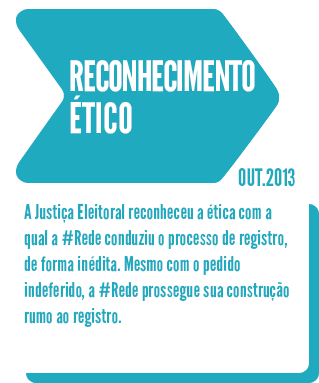 RECONHECIMENTO
ÉTICO
OUT.2013
A Justiça Eleitoral reconheceu a ética com a
qual a #Rede conduziu o processo de registro,
de forma inédita. Mesmo com o pedido
indeferido, a #Rede prossegue sua construção
rumo ao registro.